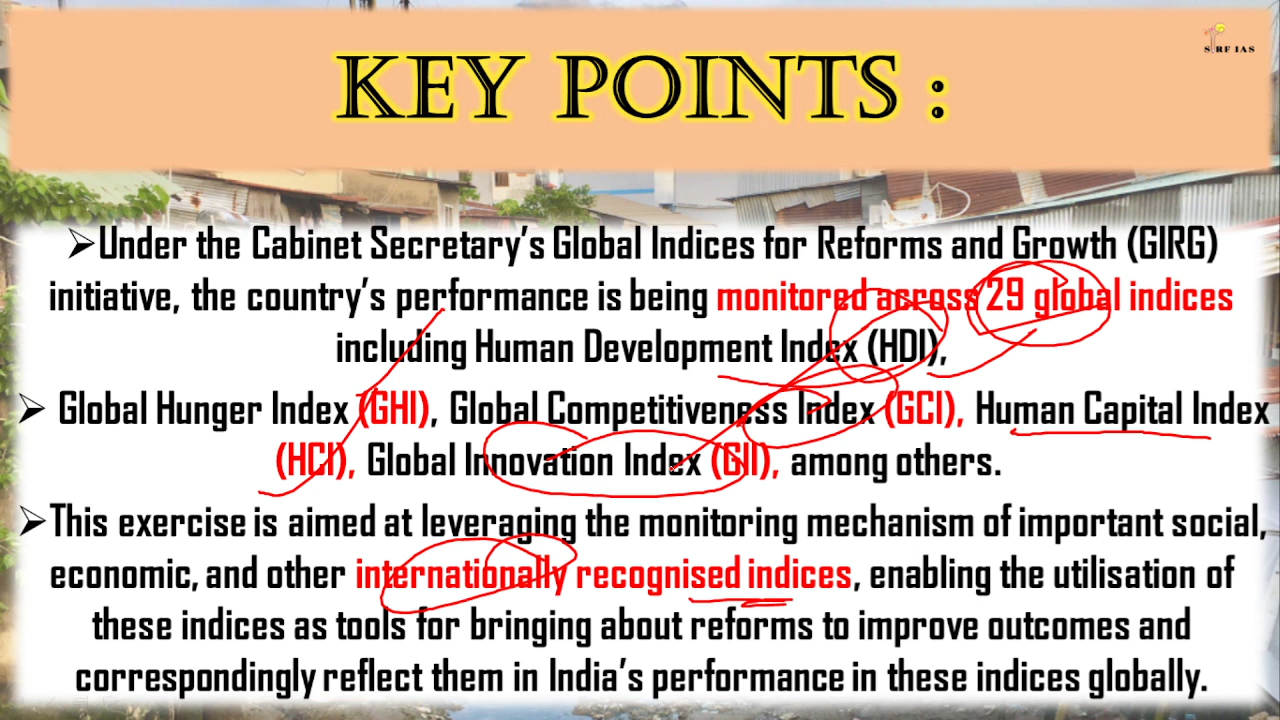 S RF IAS
KEY POINTS :
➢Under the Cabinet Secretary's Global Indices for Reforms and Growth (GIRG)
initiative, the country's performance is being monitored across 29 global indices
including Human Development Index (HDI),
➢ Global Hunger Index (GHI), Global Competitiveness Index (GCI), Human Capital Index
(HCI), Global Innovation Index (GII), among others.
➢This exercise is aimed at leveraging the monitoring mechanism of important social,
economic, and other internationally recognised indices, enabling the utilisation of
these indices as tools for bringing about reforms to improve outcomes and
correspondingly reflect them in India's performance in these indices globally.